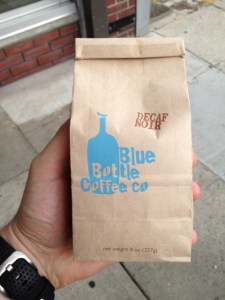 DECAF
NOIR
Blue
Bottle
Coffee co
net weight 8 oz (227g)